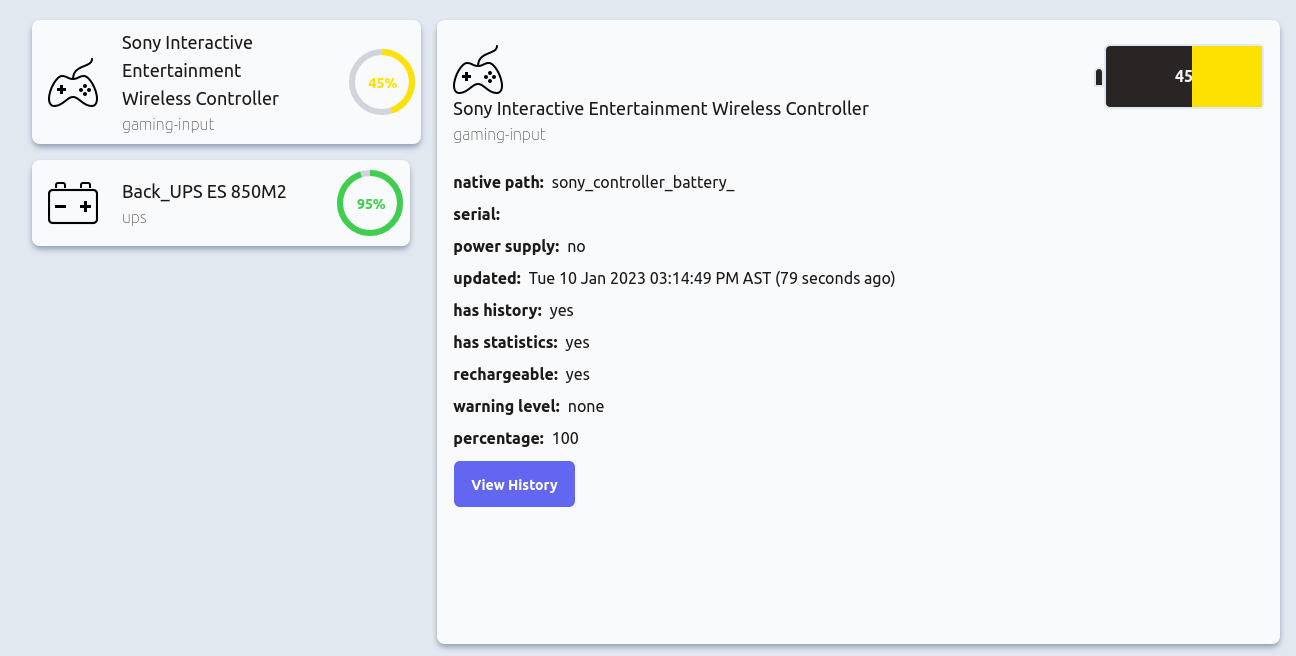 Sony Interactive
Entertainment
Wireless Controller
gaming-input
45%
Back_UPS ES 850M2
ups
95%
45
Sony Interactive Entertainment Wireless Controller
gaming-input
native path: sony_controller_battery_
serial:
power supply: no
updated: Tue 10 Jan 2023 03:14:49 PM AST (79 seconds ago)
has history: yes
has statistics: yes
rechargeable: yes
warning level: none
percentage: 100
View History